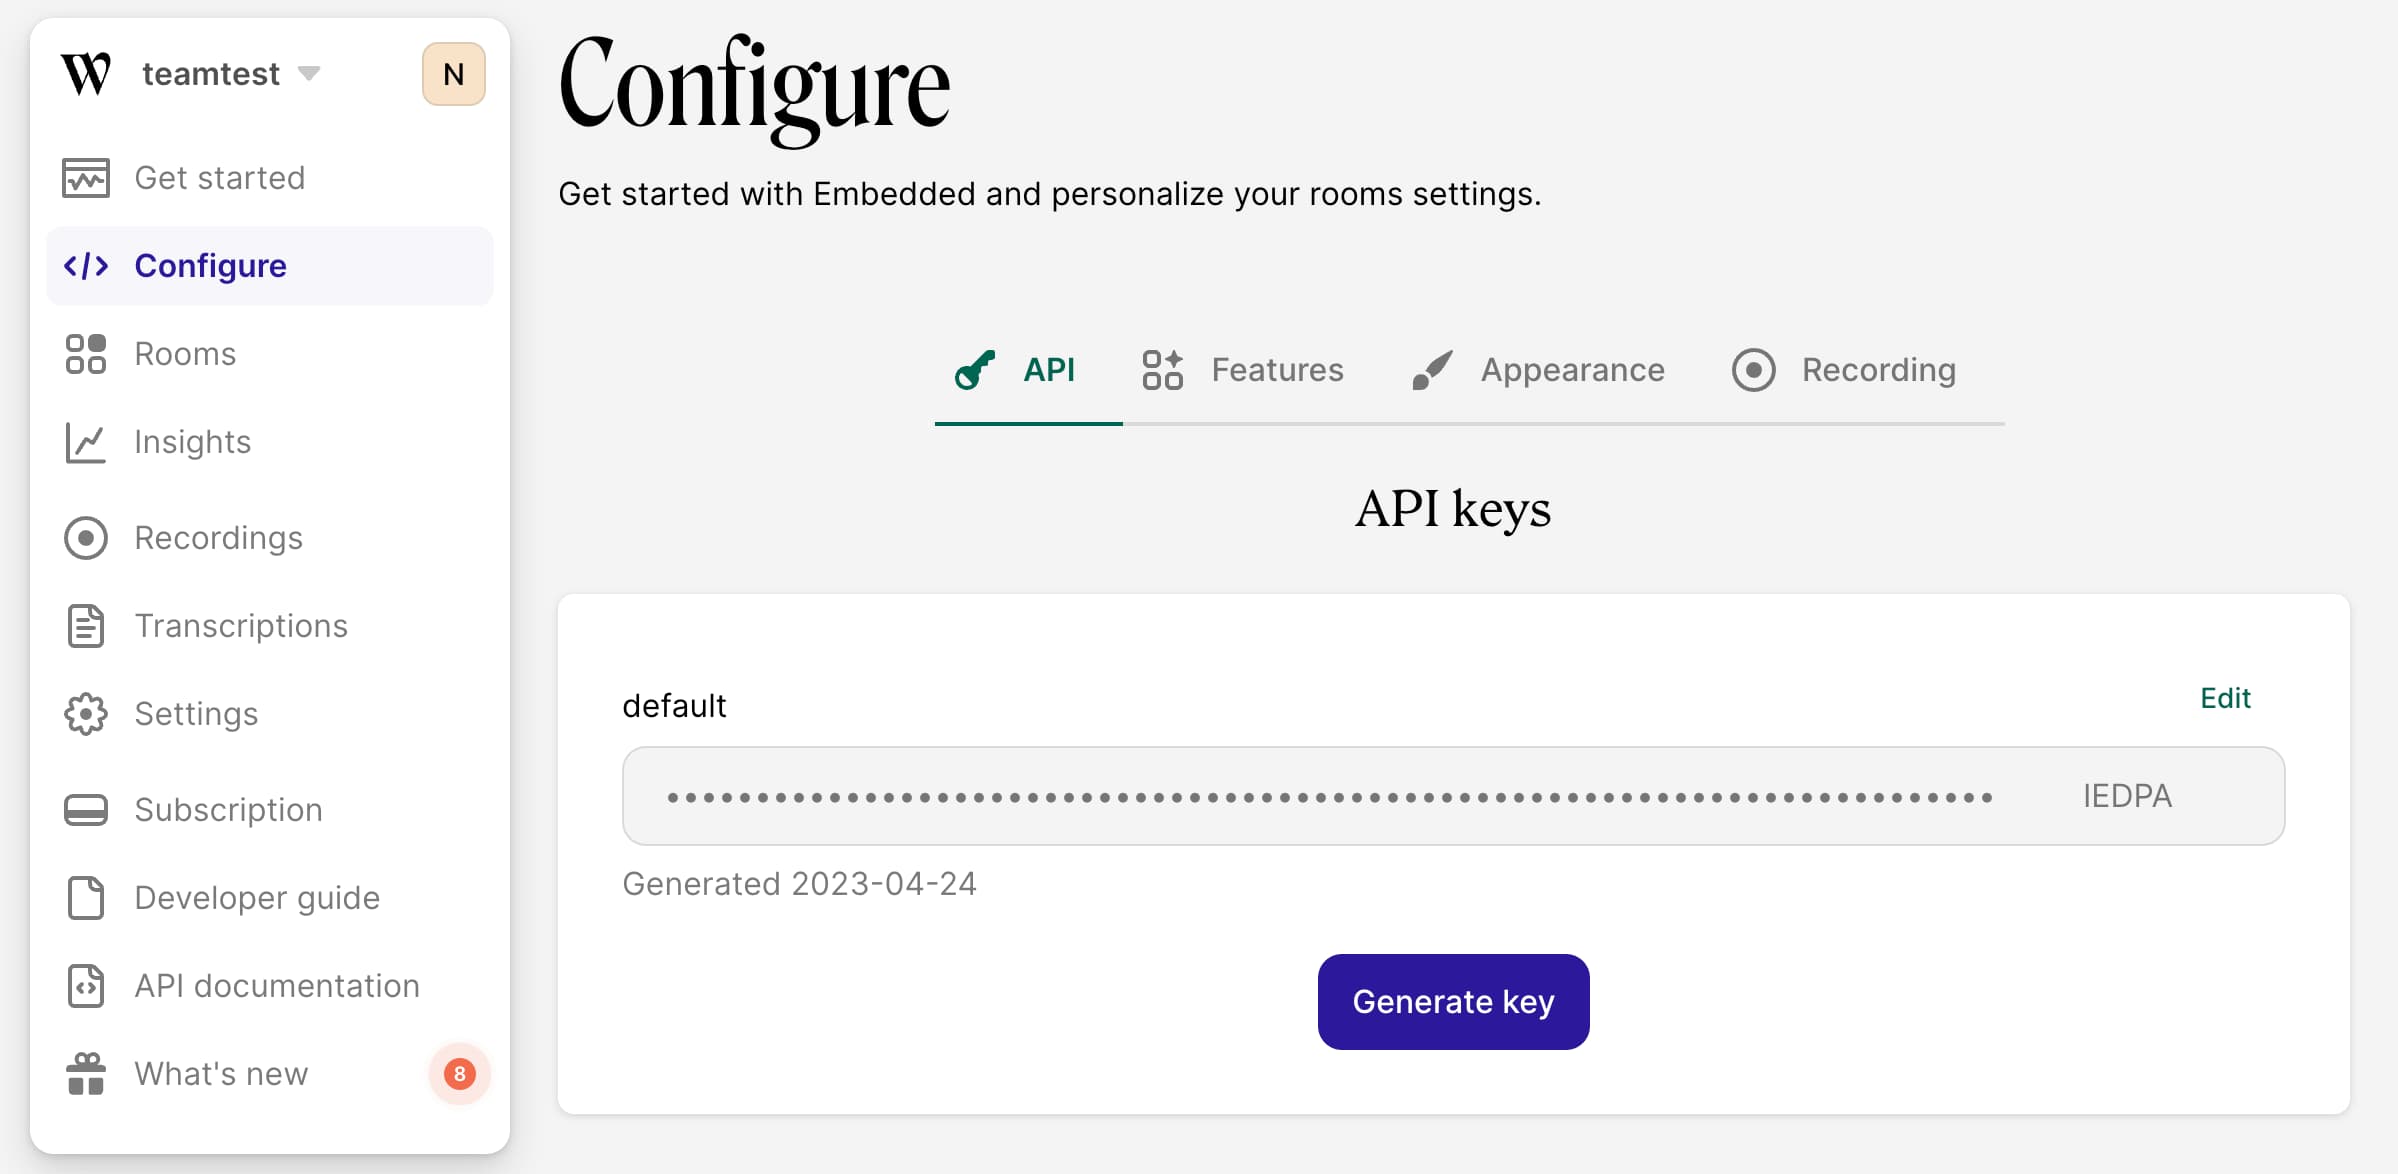 W teamtest N
Get started
Configure
Rooms
Insights
Recordings
Transcriptions
Settings
Subscription
Developer guide
API documentation
What's new 8
Configure
Get started with Embedded and personalize your rooms settings.
API Features Appearance Recording
API keys
default Edit
IEDPA
Generated 2023-04-24
Generate key